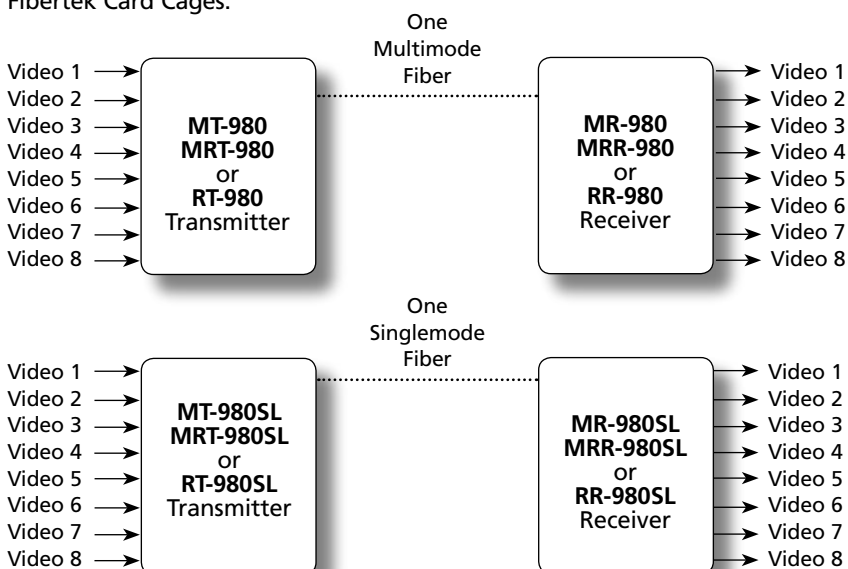 Fibertek Card Cages.
One
Multimode
Fiber
Video 1
Video 2
Video 3
Video 4
Video 5
Video 6
Video 7
Video 8
MT-980
MRT-980
or
RT-980
Transmitter
MR-980
MRR-980
or
RR-980
Receiver
Video 1
Video 2
Video 3
Video 4
Video 5
Video 6
Video 7
Video 8
One
Singlemode
Fiber
Video 1
Video 2
Video 3
Video 4
Video 5
Video 6
Video 7
Video 8
MT-980SL
MRT-980SL
or
RT-980SL
Transmitter
MR-980SL
MRR-980SL
or
RR-980SL
Receiver
Video 1
Video 2
Video 3
Video 4
Video 5
Video 6
Video 7
Video 8